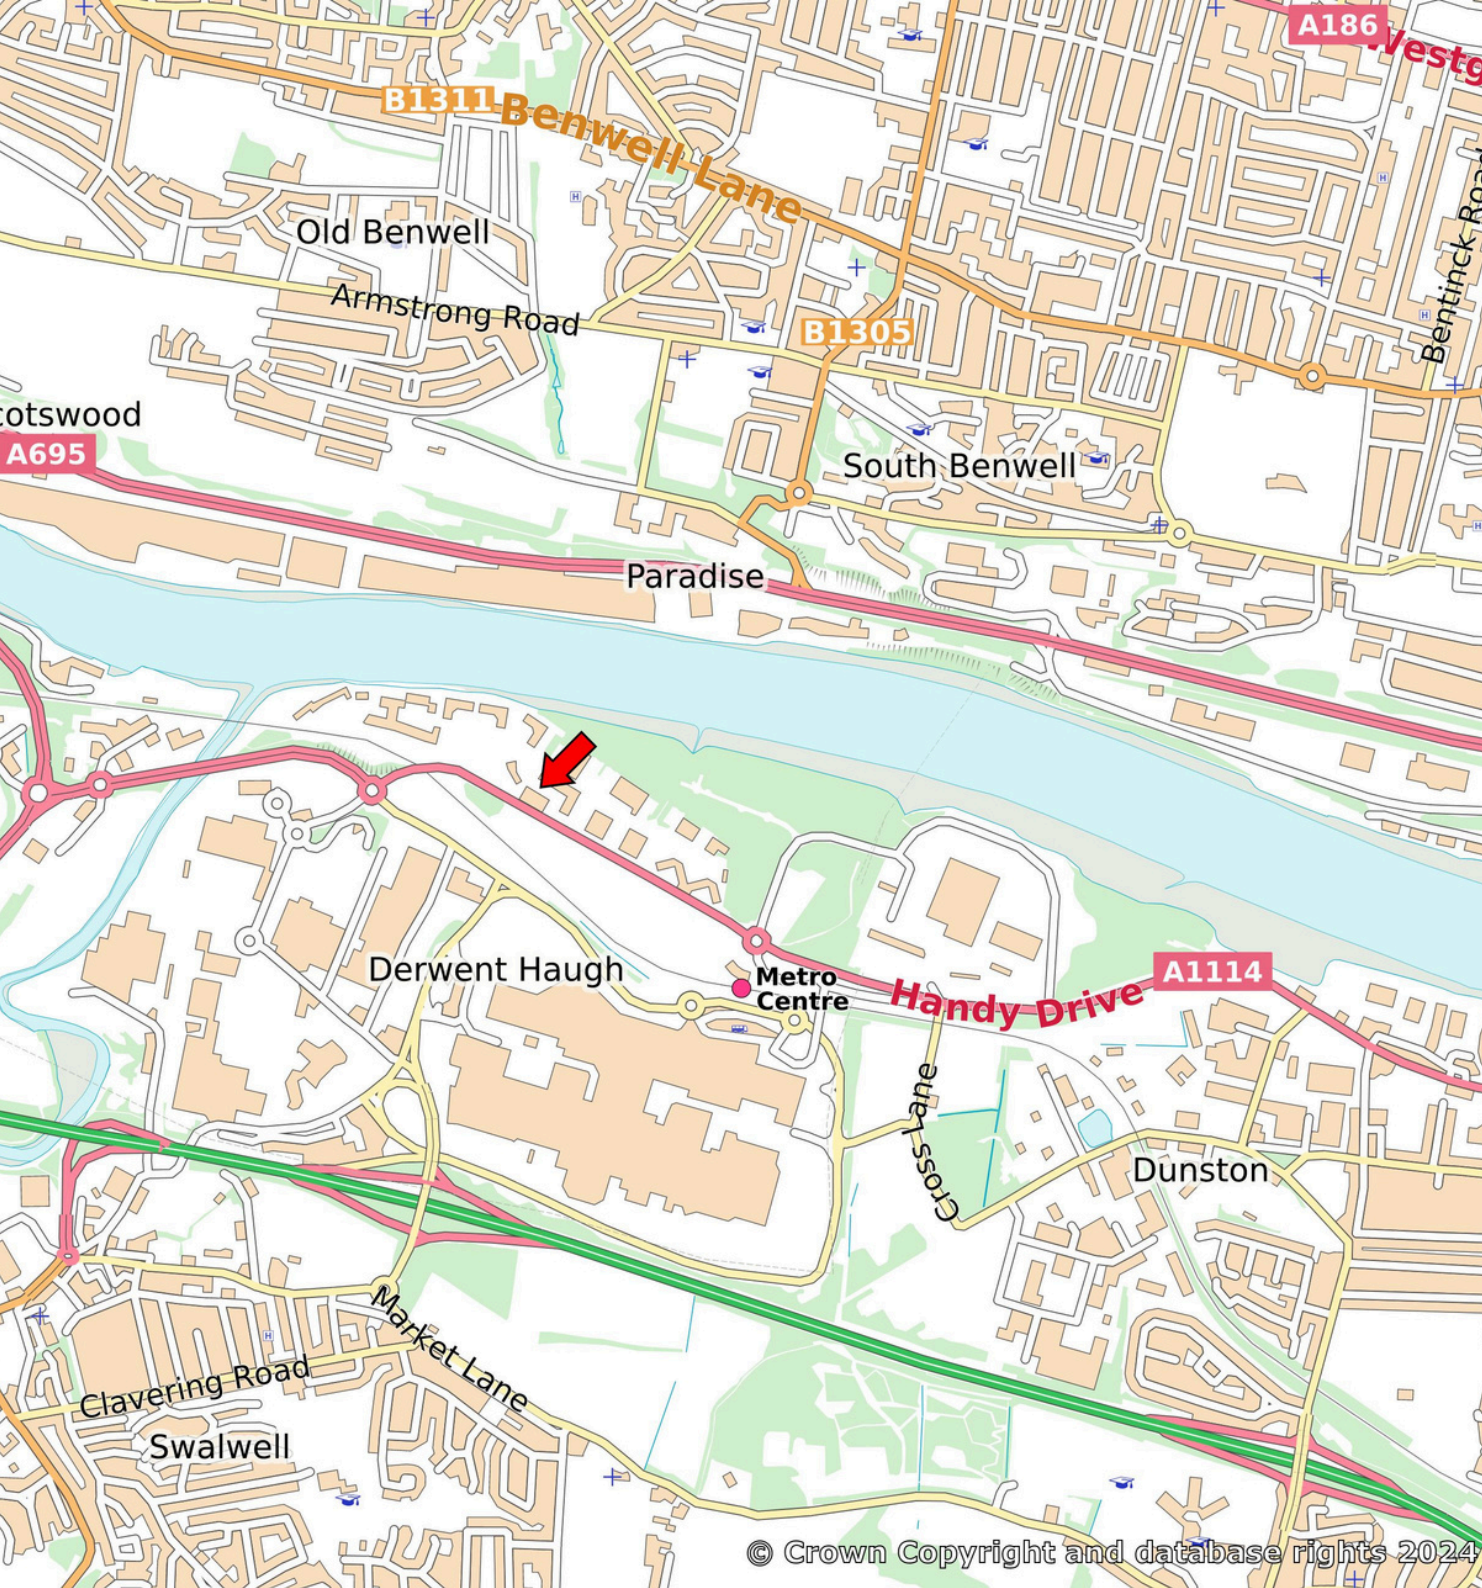 A186
Westg
B1311
Benwell Lane
Bentinck Road
Old Benwell
Armstrong Road
B1305
cotswood
A695
South Benwell
H
H
H
H
Paradise
Derwent Haugh
Metro
Centre
Handy Drive
A1114
Cross Lane
Dunston
Market Lane
H
Clavering Road
Swalwell
© Crown Copyright and database rights 2024